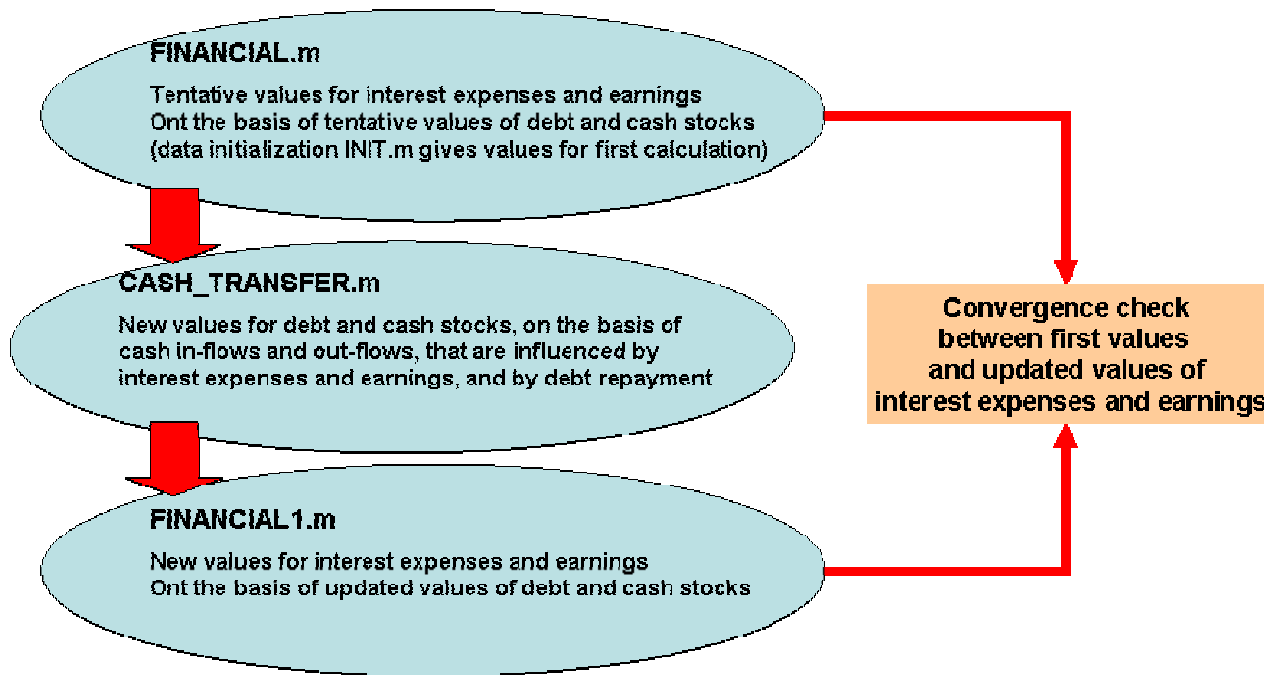 FINANCIAL.m
Tentative values for interest expenses and earnings
Ont the basis of tentative values of debt and cash stocks
(data initialization INIT.m gives values for first calculation)
CASH_TRANSFER.m
New values for debt and cash stocks, on the basis of
cash in-flows and out-flows, that are influenced by
interest expenses and earnings, and by debt repayment
FINANCIAL1.m
New values for interest expenses and earnings
Ont the basis of updated values of debt and cash stocks
Convergence check
between first values
and updated values of
interest expenses and earnings